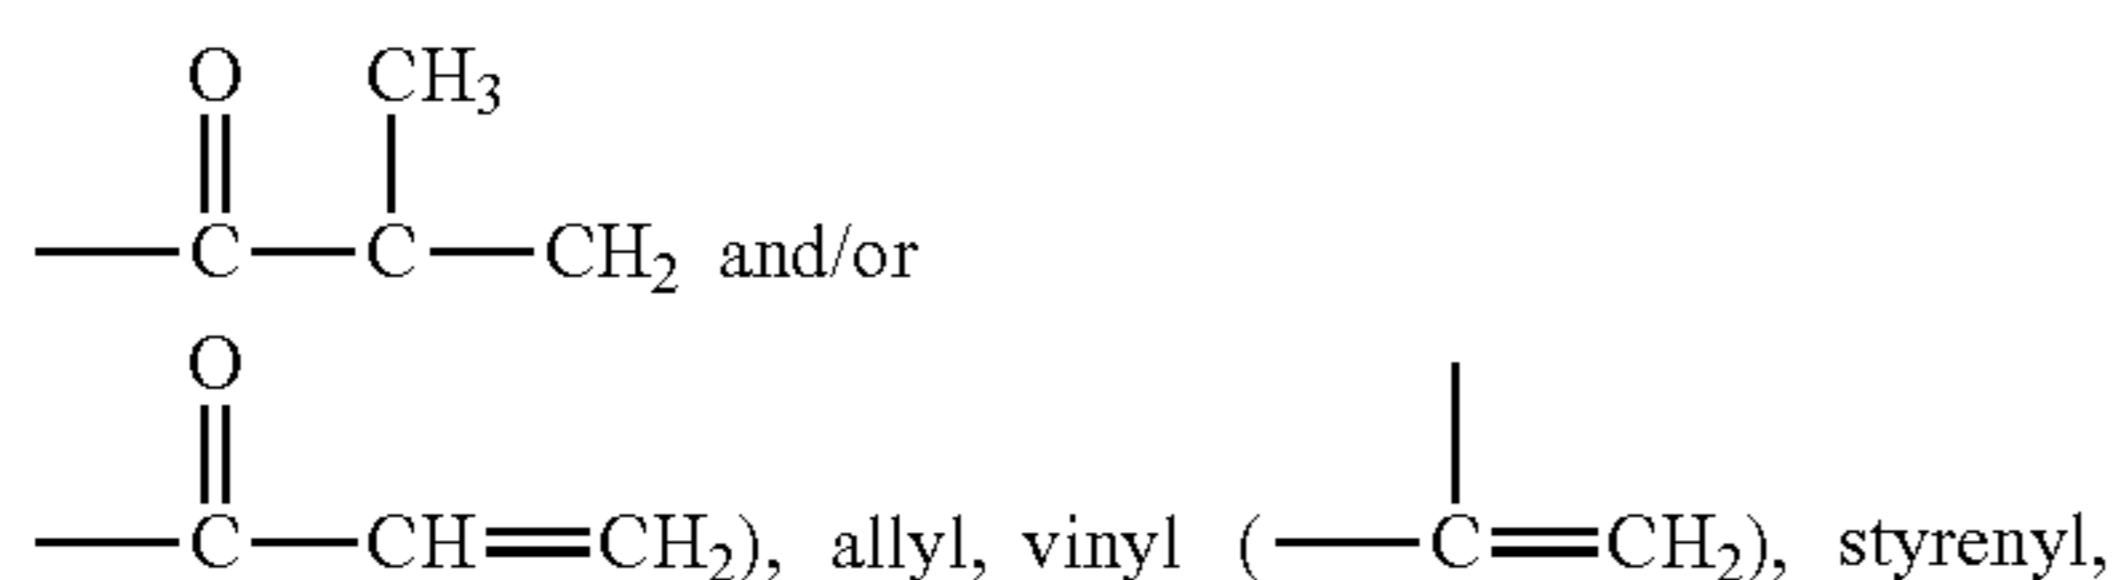 O CH3
C C CH2 and/or
O
C CH CH2), allyl, vinyl ( C CH2), styrenyl,